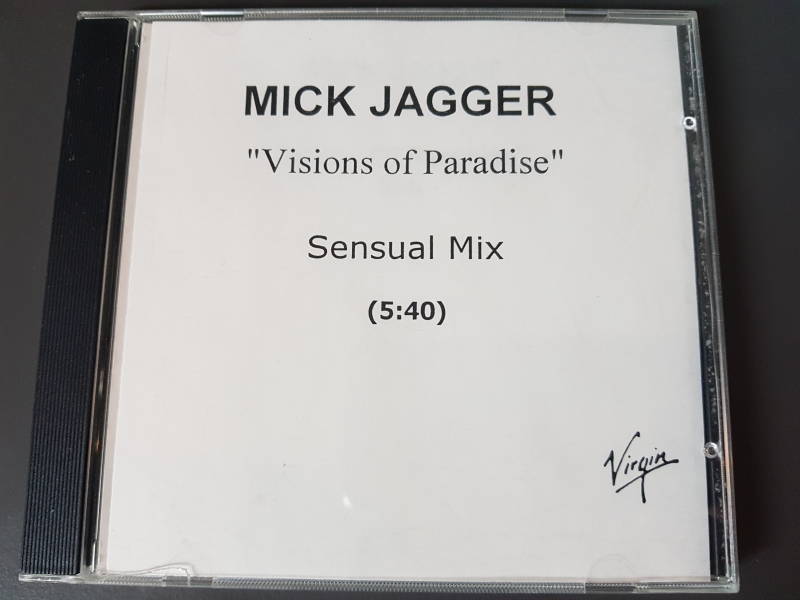 MICK JAGGER
"Visions of Paradise"
Sensual Mix
(5:40)
Virgin